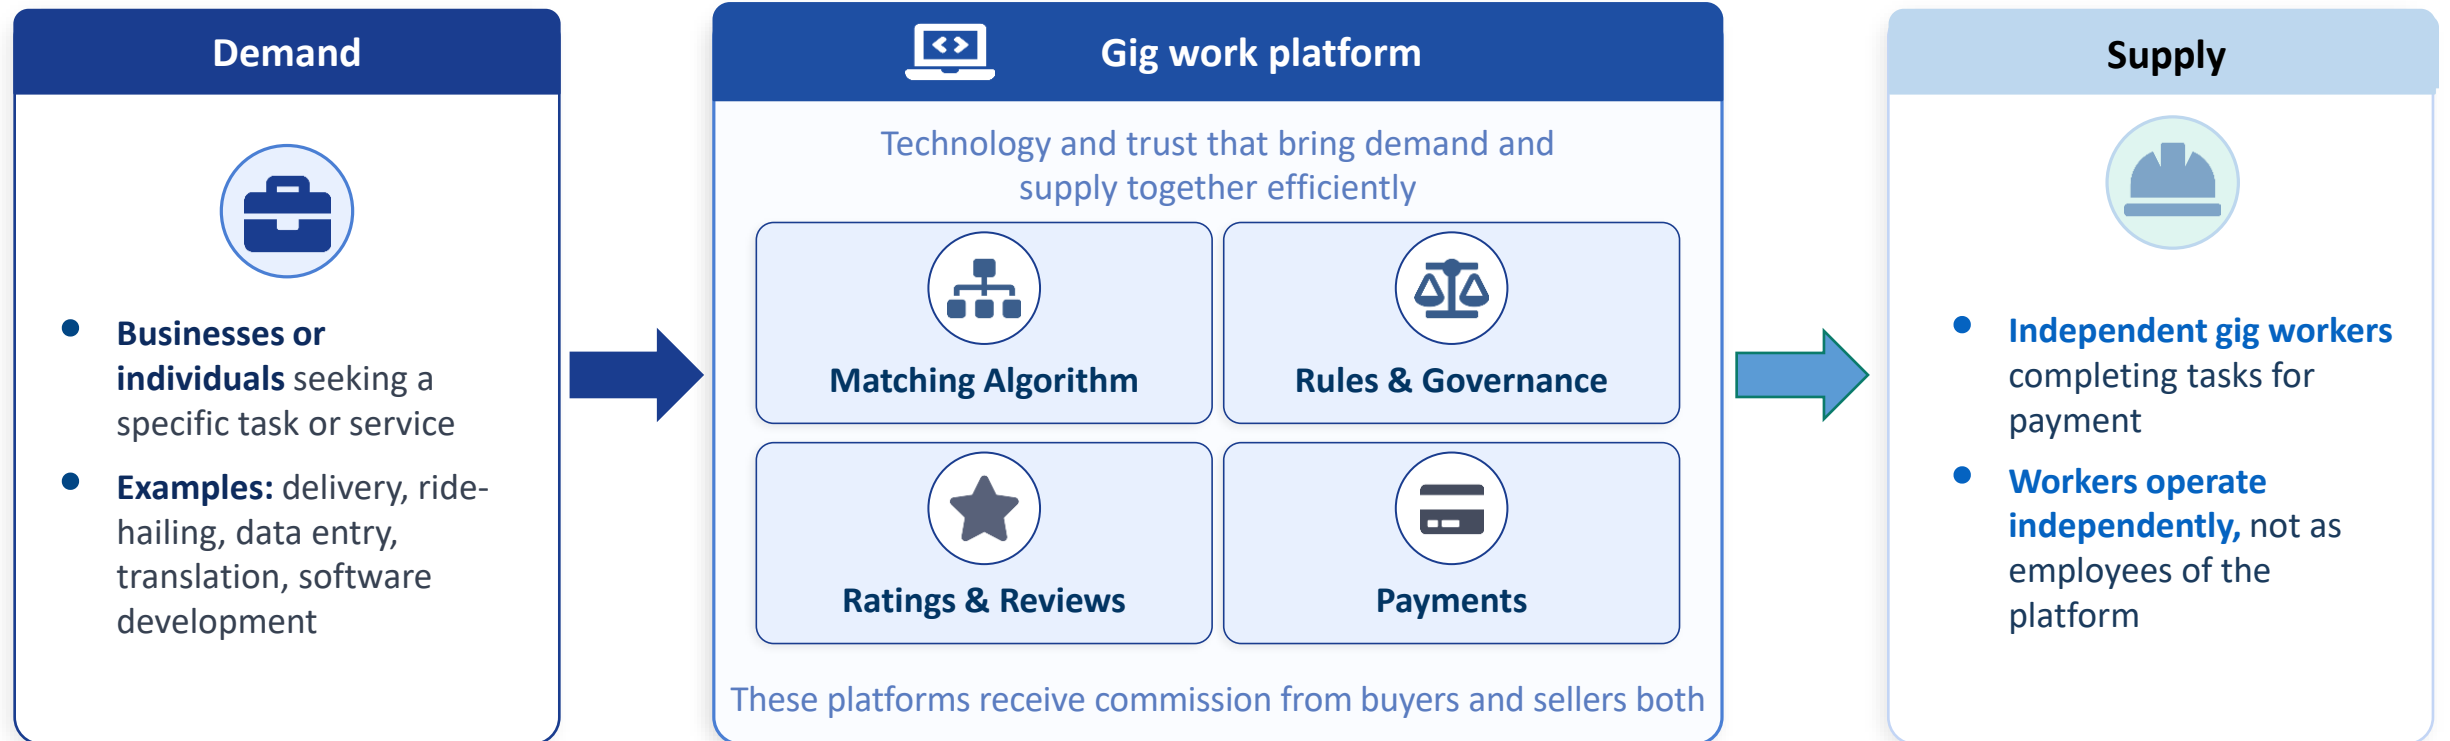 Demand
Businesses or
individuals seeking a
specific task or service
Examples: delivery, ride-
hailing, data entry,
translation, software
development
Gig work platform
Technology and trust that bring demand and
supply together efficiently
Matching Algorithm
Rules & Governance
Ratings & Reviews
Payments
These platforms receive commission from buyers and sellers both
Supply
Independent gig workers
completing tasks for
payment
Workers operate
independently, not as
employees of the
platform